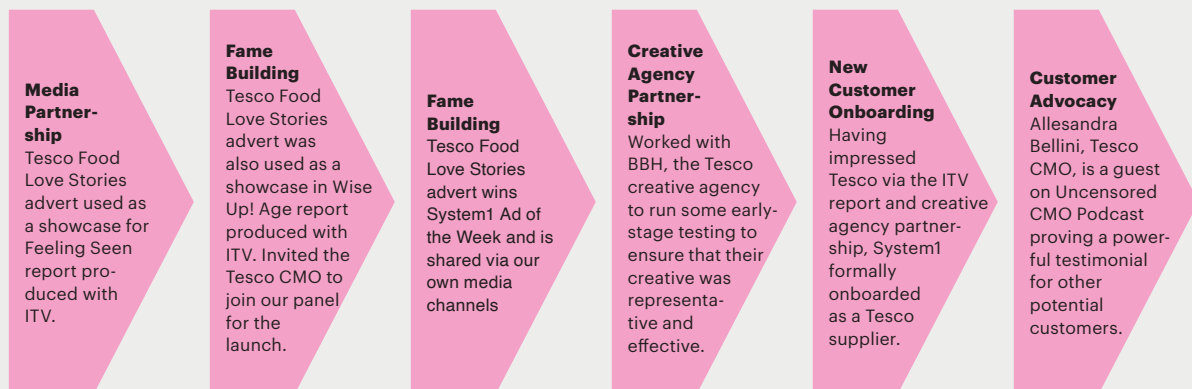 Media
Partner-
ship
Tesco Food
Love Stories
advert used as
a showcase for
Feeling Seen
report pro-
duced with
ITV.
Fame
Building
Tesco Food
Love Stories
advert was
also used as a
showcase in Wise
Up! Age report
produced with
ITV. Invited the
Tesco CMO to
join our panel
for the
launch.
Fame
Building
Tesco Food
Love Stories
advert wins
System1 Ad of
the Week and is
shared via our
own media
channels
Creative
Agency
Partner-
ship
Worked with
BBH, the Tesco
creative agency
to run some early-
stage testing to
ensure that their
creative was
representa-
tive and
effective.
New
Customer
Onboarding
Having
impressed
Tesco via the ITV
report and creative
agency partner-
ship, System1
formally
onboarded
as a Tesco
supplier.
Customer
Advocacy
Allesandra
Bellini, Tesco
CMO, is a guest
on Uncensored
CMO Podcast
proving a power-
ful testimonial
for other
potential
customers.